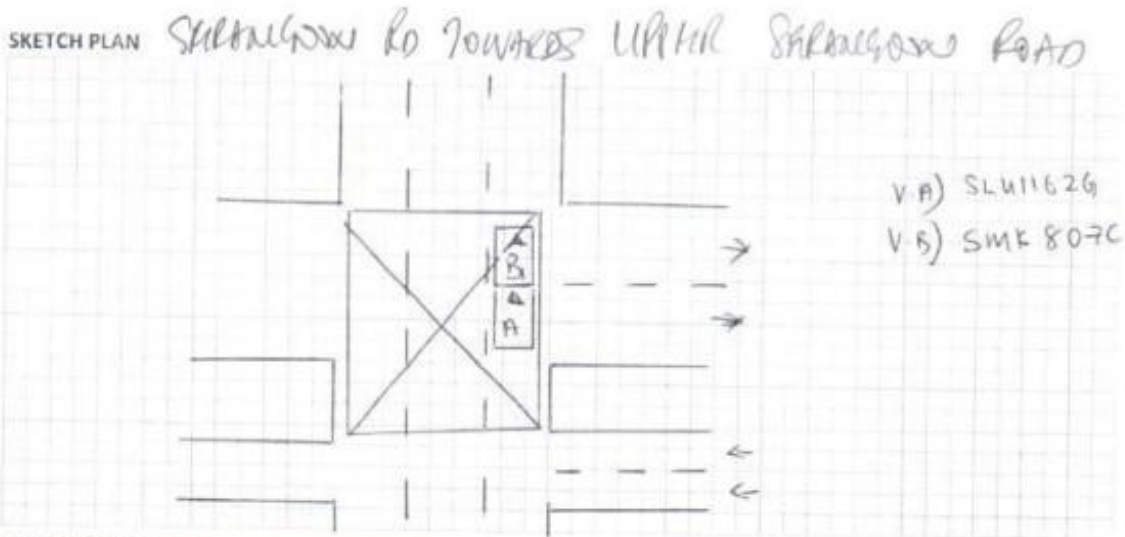 SKETCH PLAN SERANGOON RD TOWARDS UPPER SERANGOON ROAD
V.A) SLU1162G
V.B) SMK 807C
B
A